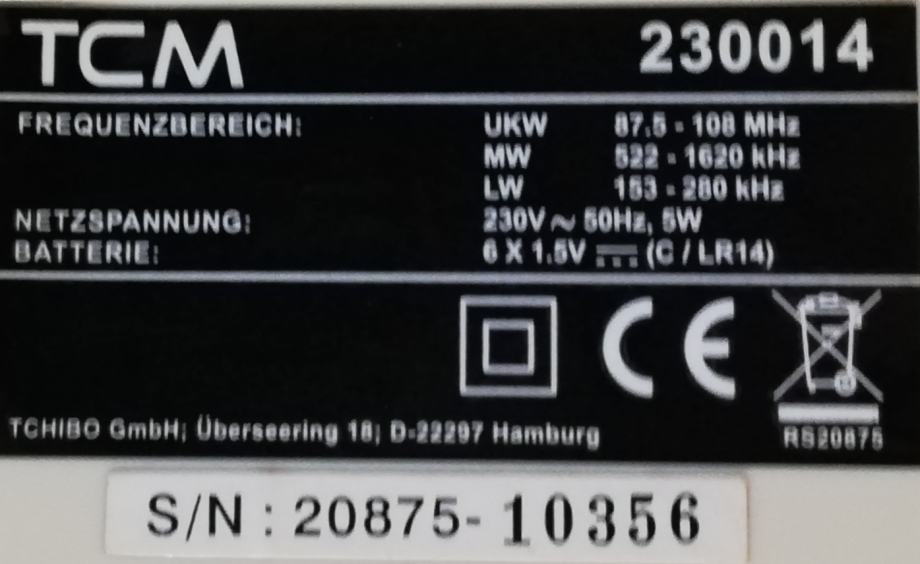 TCM 230014
FREQUENZBEREICH: UKW 87.5 - 108 MHz
MW 522 - 1620 kHz
LW 153 - 280 kHz
NETZSPANNUNG: 230V ~ 50Hz, 5W
BATTERIE: 6 X 1.5V ⎓ (C / LR14)
CE
TCHIBO GmbH; Überseering 18; D-22297 Hamburg
RS20875
S/N : 20875- 10356